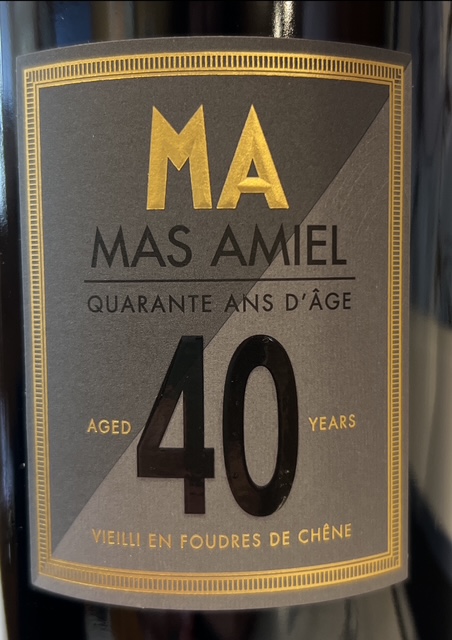 MA
MAS AMIEL
QUARANTE ANS D'ÂGE
AGED 40 YEARS
VIEILLI EN FOUDRES DE CHÊNE